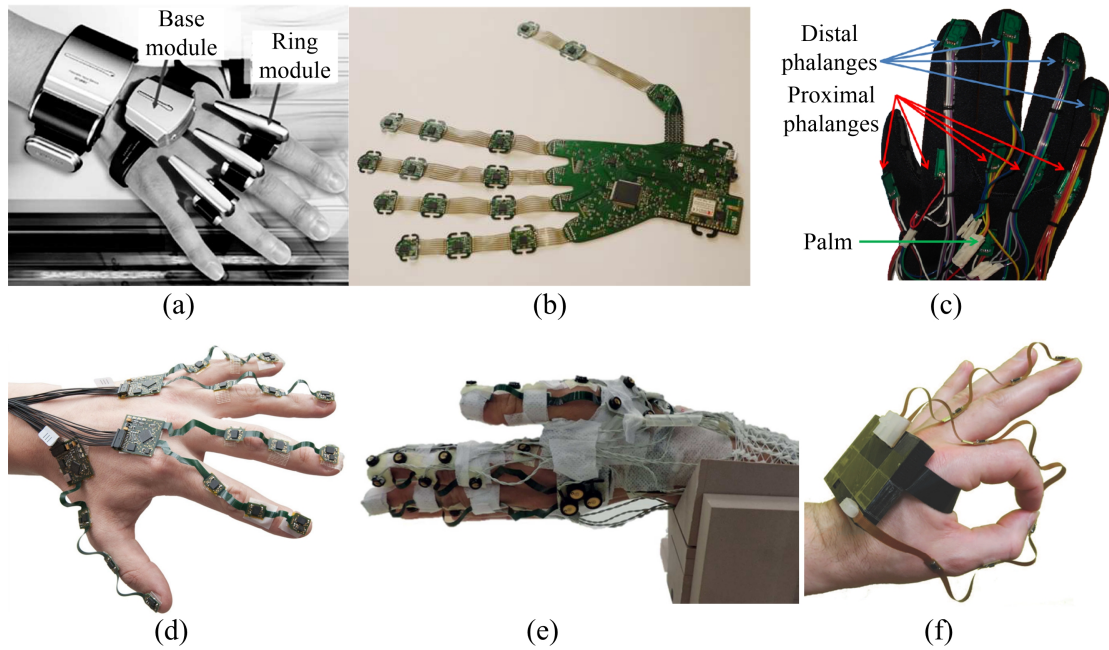 Base
module
Ring
module
(a)
(b)
Distal
phalanges
Proximal
phalanges
Palm
(c)
(d)
(e)
(f)